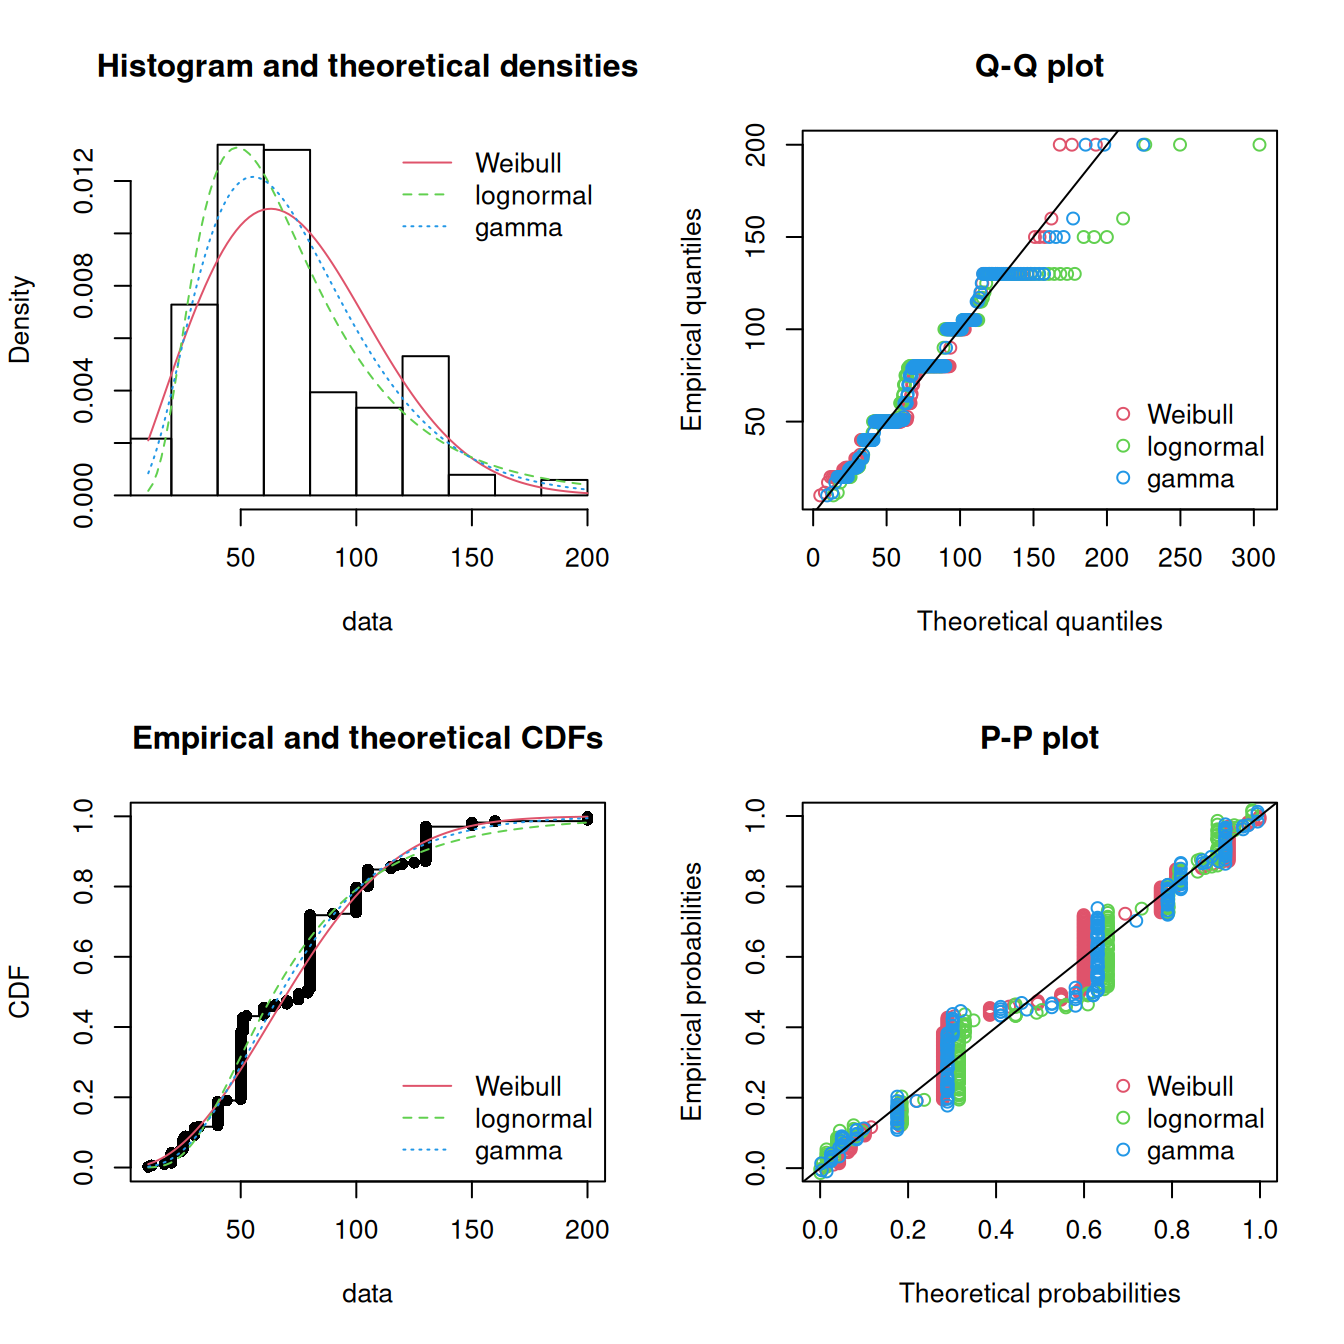 Histogram and theoretical densities
Density
0.000
0.004
0.008
0.012
Weibull
lognormal
gamma
50 100 150 200
data
Q-Q plot
Empirical quantiles
50
100
150
200
Weibull
lognormal
gamma
0 50 100 150 200 250 300
Theoretical quantiles
Empirical and theoretical CDFs
CDF
0.0
0.2
0.4
0.6
0.8
1.0
Weibull
lognormal
gamma
50 100 150 200
data
P-P plot
Empirical probabilities
0.0
0.2
0.4
0.6
0.8
1.0
Weibull
lognormal
gamma
0.0 0.2 0.4 0.6 0.8 1.0
Theoretical probabilities